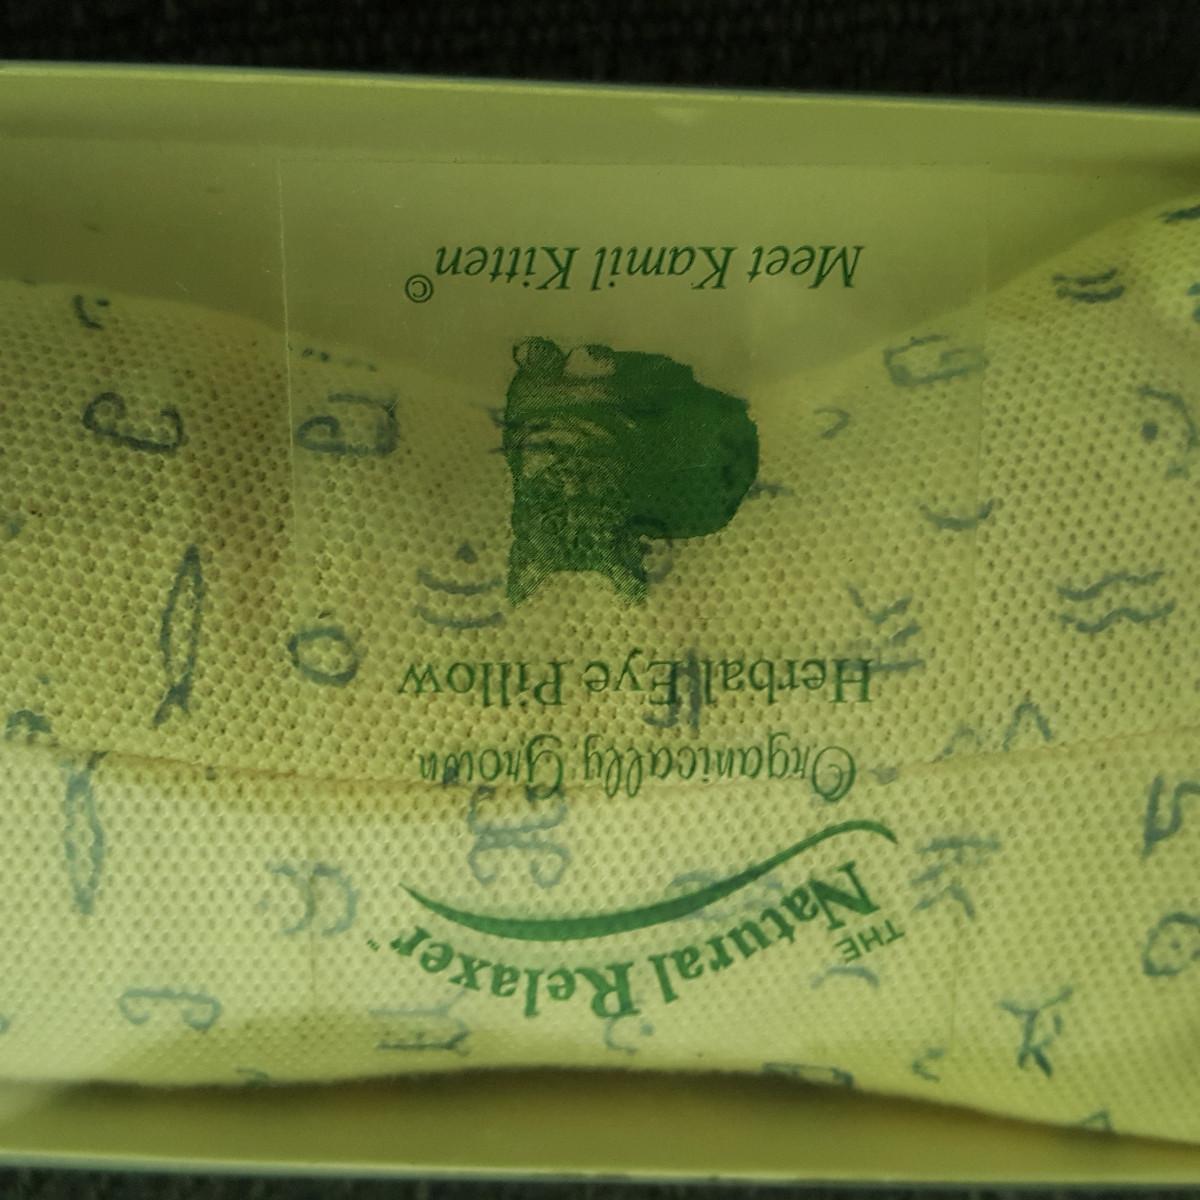 THE
Natural Relaxer™
Organically Grown
Herbal Eye Pillow
Meet Kamil Kitten©